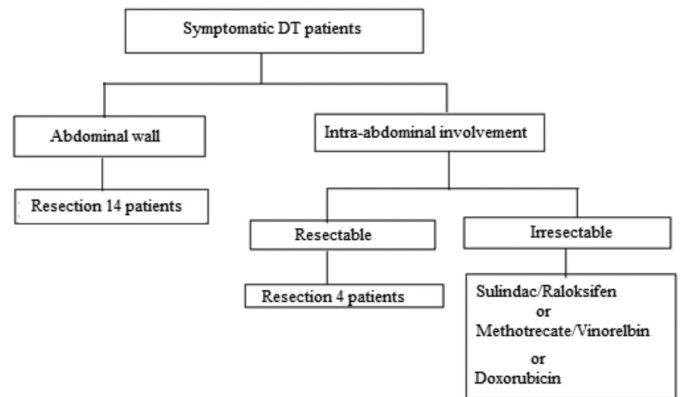 Symptomatic DT patients
Abdominal wall
Intra-abdominal involvement
Resection 14 patients
Resectable
Irresectable
Resection 4 patients
Sulindac/Raloksifen
or
Methotrecate/Vinorelbin
or
Doxorubicin